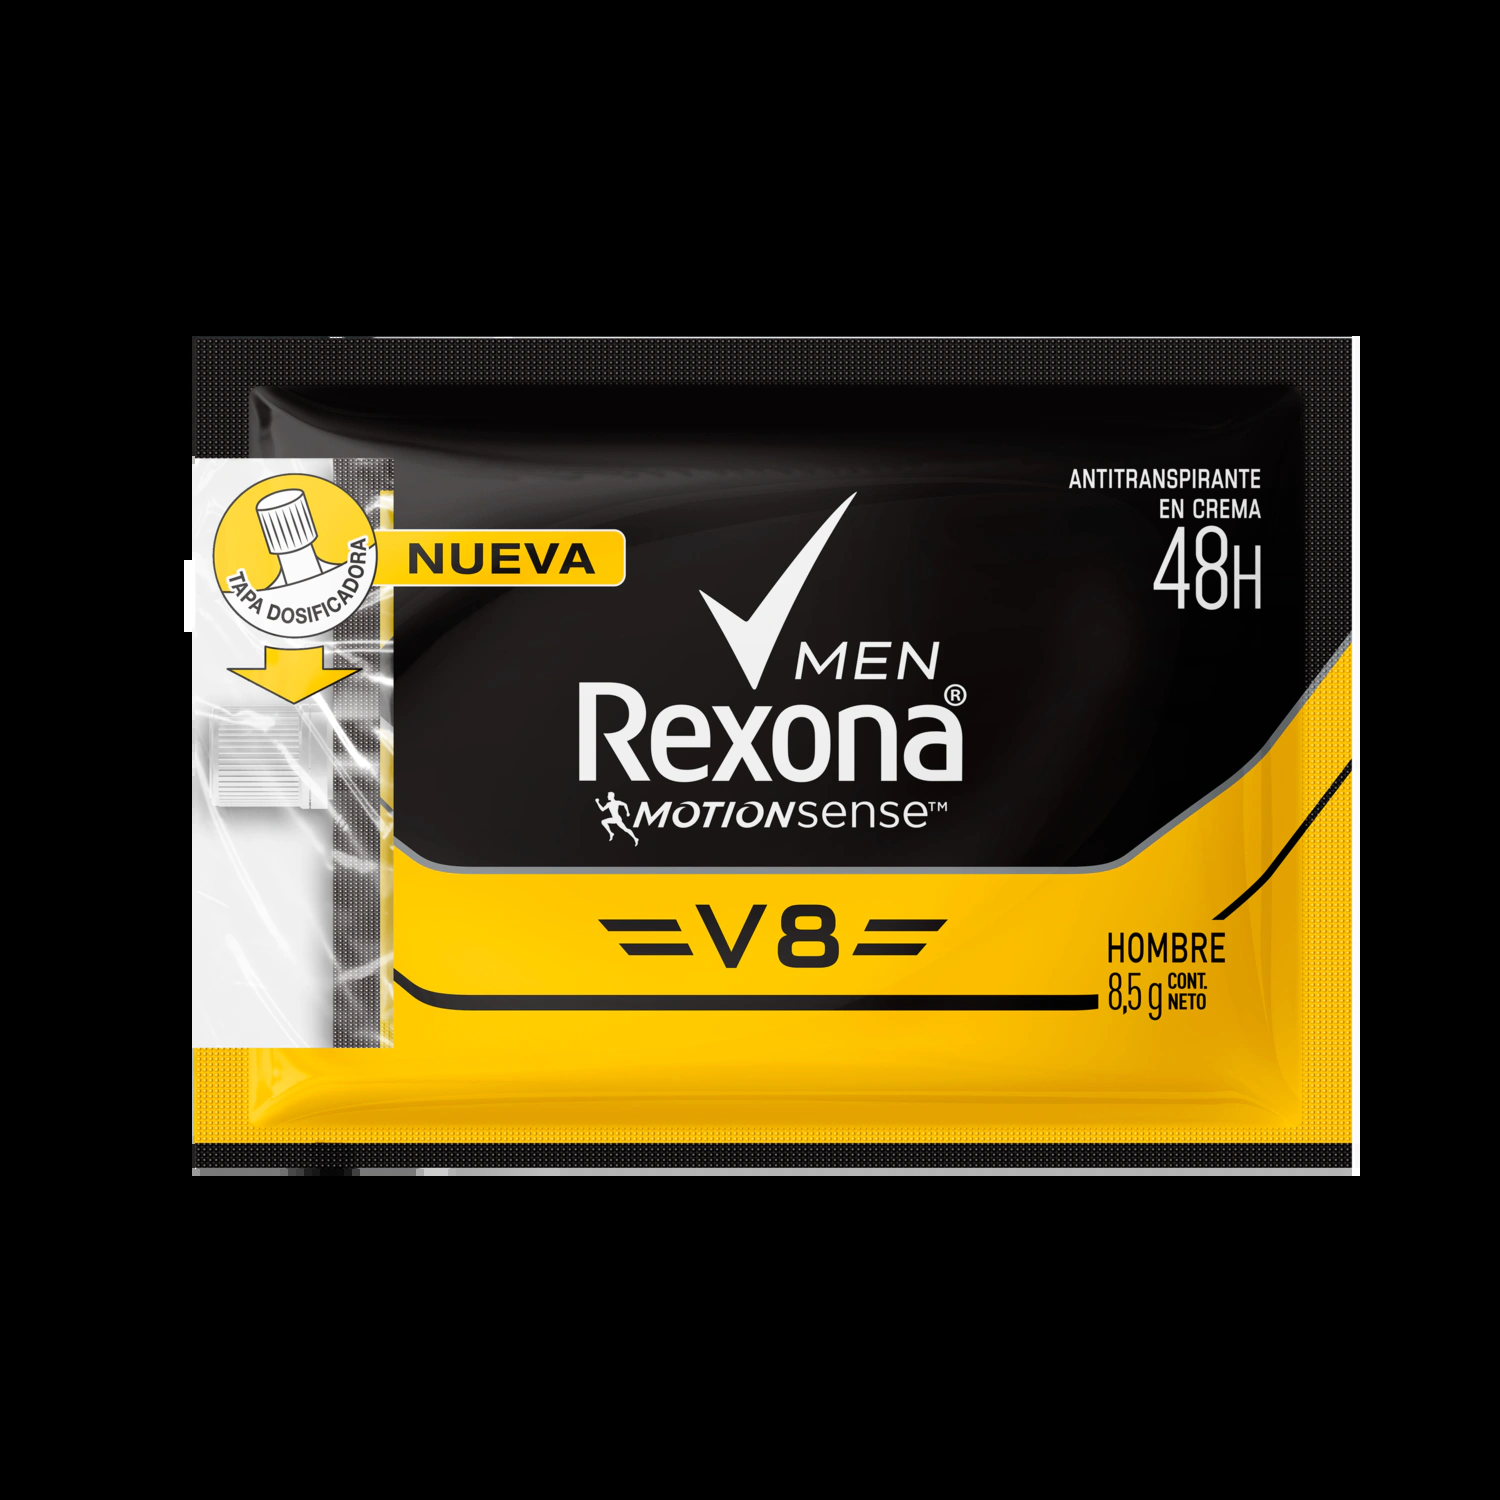 TAPA DOSIFICADORA
NUEVA
ANTITRANSPIRANTE
EN CREMA
48H
MEN
Rexona®
MOTIONsense™
V8
HOMBRE
8,5 g CONT.
NETO